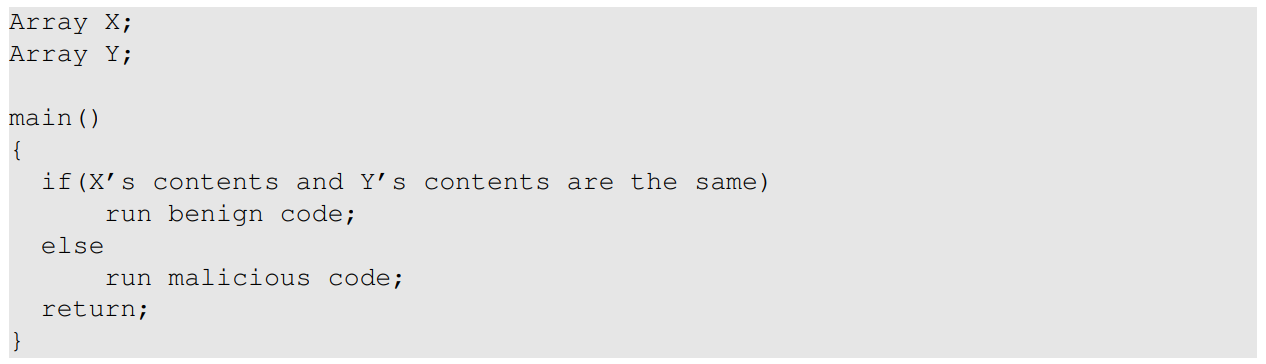 Array X;
Array Y;

main()
{
  if(X’s contents and Y’s contents are the same)
      run benign code;
  else
      run malicious code;
  return;
}